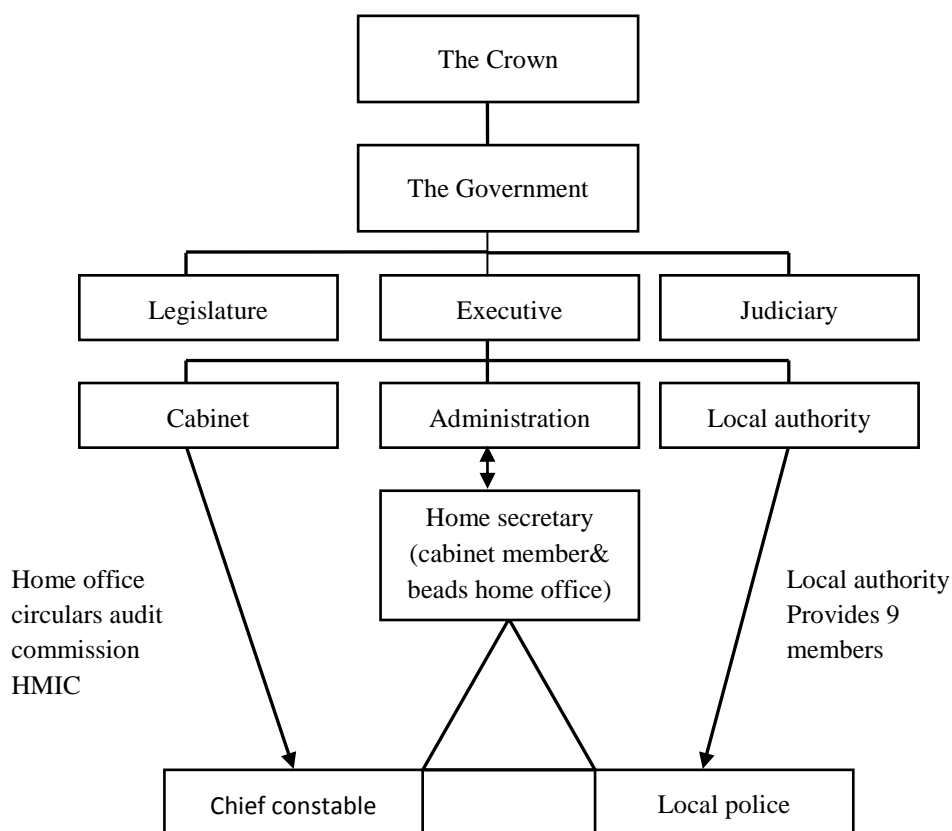 The Crown
The Government
Legislature
Executive
Judiciary
Cabinet
Administration
Local authority
Home secretary
(cabinet member&
beads home office)
Home office
circulars audit
commission
HMIC
Local authority
Provides 9
members
Chief constable
Local police